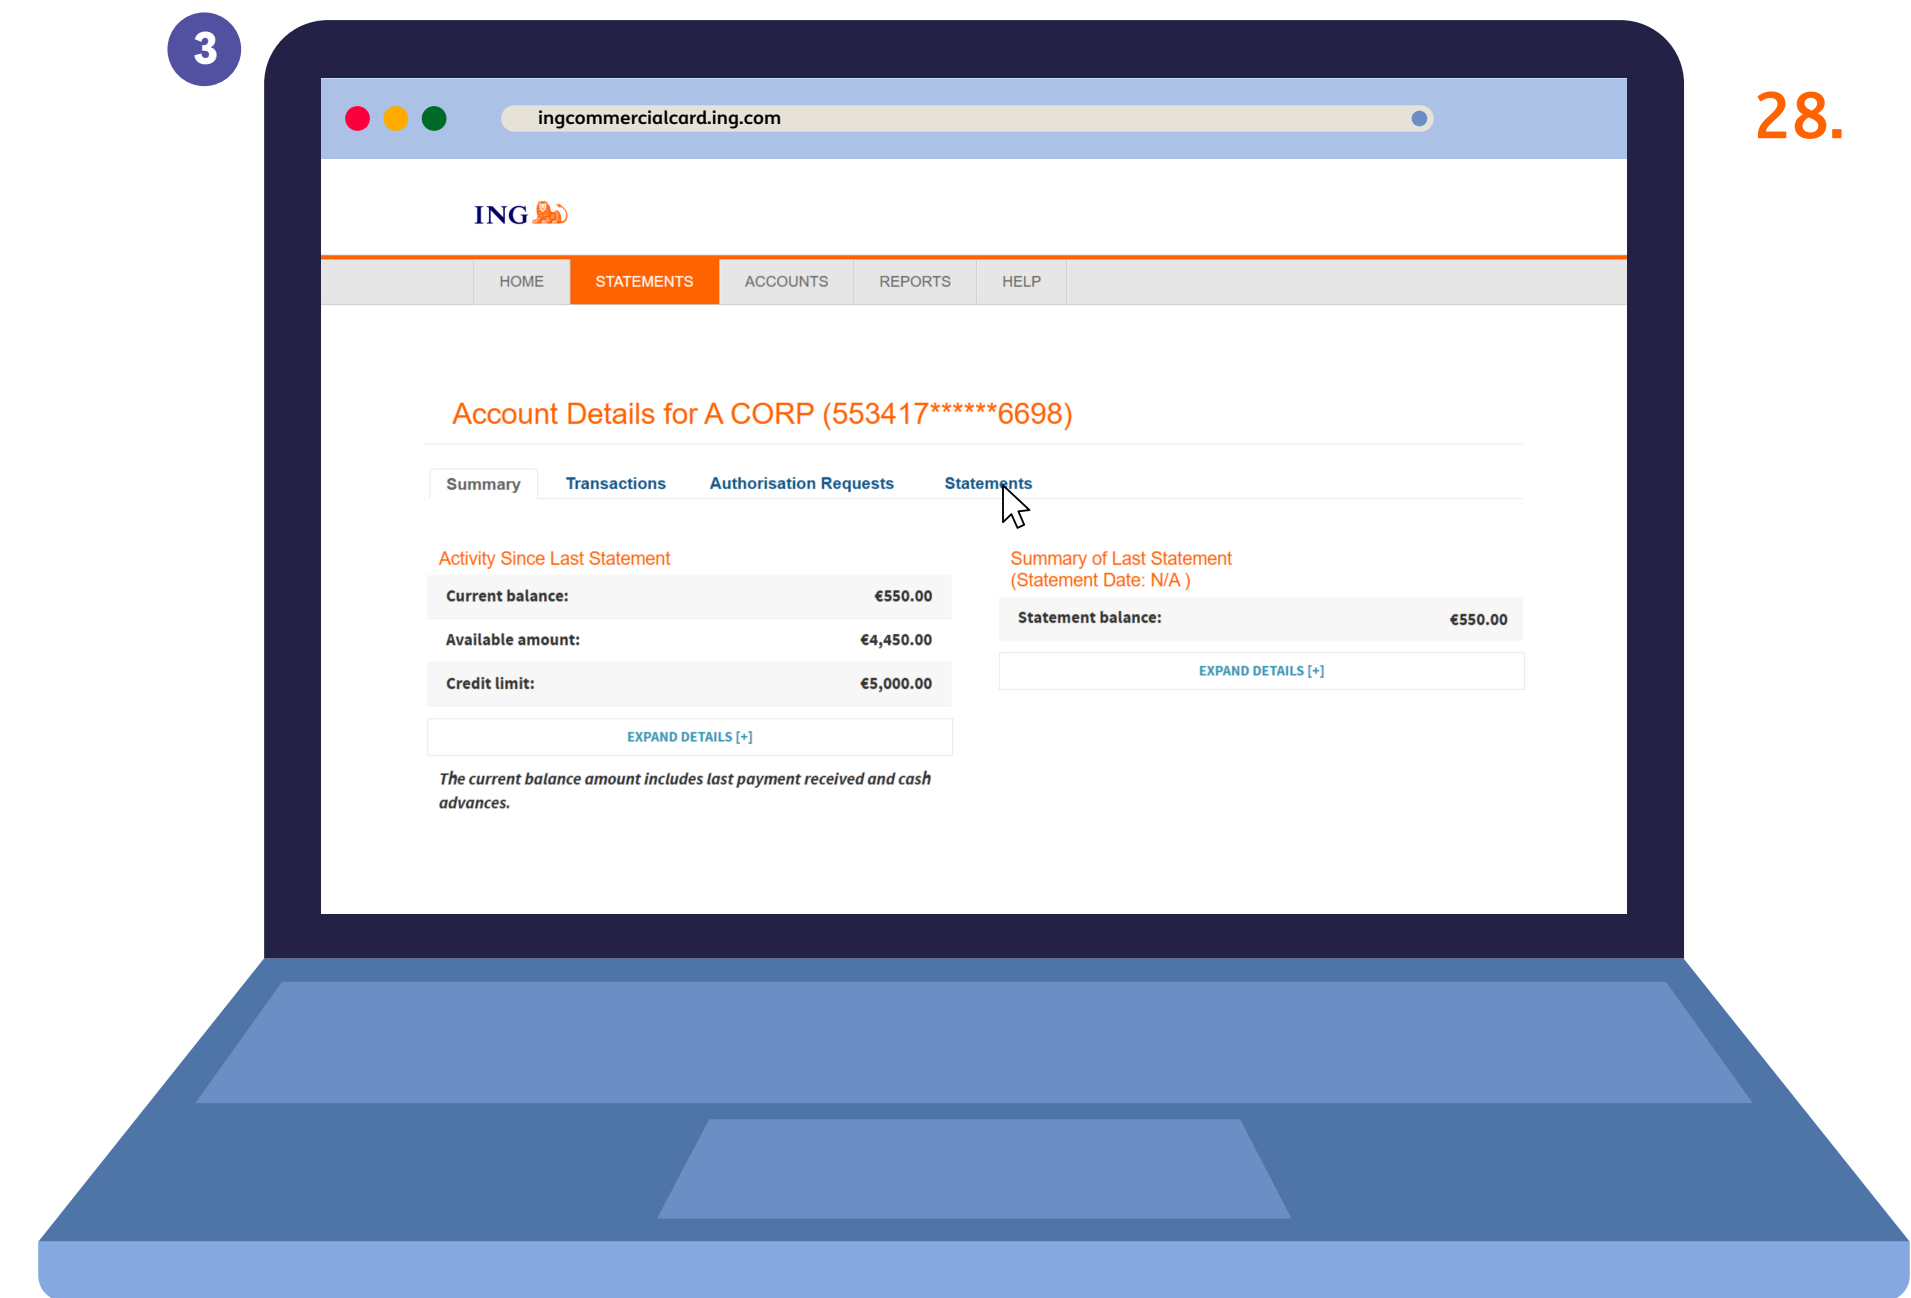 3
28.
ingcommercialcard.ing.com
ING
HOME STATEMENTS ACCOUNTS REPORTS HELP
Account Details for A CORP (553417******6698)
Summary Transactions Authorisation Requests Statements
Activity Since Last Statement
Current balance: €550.00
Available amount: €4,450.00
Credit limit: €5,000.00
EXPAND DETAILS [+]
The current balance amount includes last payment received and cash
advances.
Summary of Last Statement
(Statement Date: N/A )
Statement balance: €550.00
EXPAND DETAILS [+]